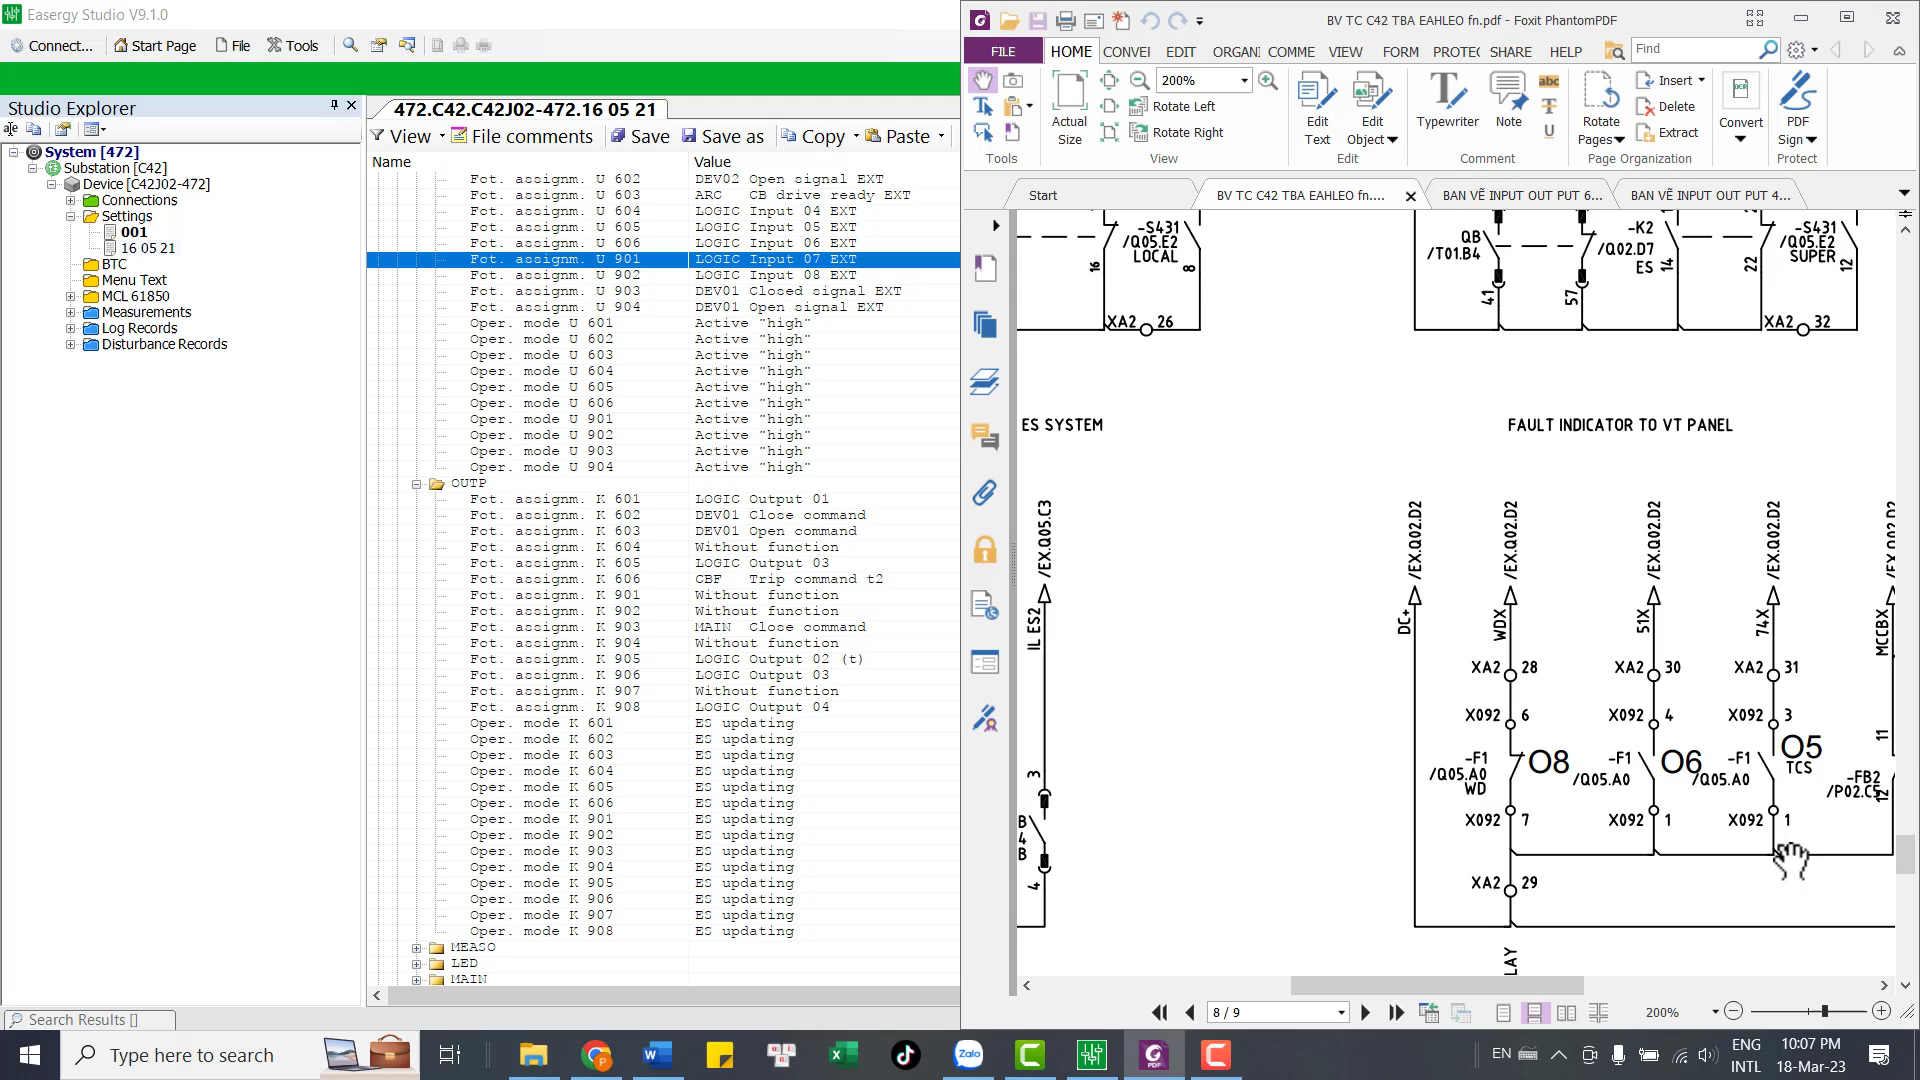 Easergy Studio V9.1.0
Connect... Start Page File Tools
Studio Explorer
System [472]
Substation [C42]
Device [C42J02-472]
Connections
Settings
001
16 05 21
BTC
Menu Text
MCL 61850
Measurements
Log Records
Disturbance Records
Search Results []
472.C42.C42J02-472.16 05 21
View File comments Save Save as Copy Paste
Name Value
Fct. assignm. U 602 DEV02 Open signal EXT
Fct. assignm. U 603 ARC CB drive ready EXT
Fct. assignm. U 604 LOGIC Input 04 EXT
Fct. assignm. U 605 LOGIC Input 05 EXT
Fct. assignm. U 606 LOGIC Input 06 EXT
Fct. assignm. U 901 LOGIC Input 07 EXT
Fct. assignm. U 902 LOGIC Input 08 EXT
Fct. assignm. U 903 DEV01 Closed signal EXT
Fct. assignm. U 904 DEV01 Open signal EXT
Oper. mode U 601 Active "high"
Oper. mode U 602 Active "high"
Oper. mode U 603 Active "high"
Oper. mode U 604 Active "high"
Oper. mode U 605 Active "high"
Oper. mode U 606 Active "high"
Oper. mode U 901 Active "high"
Oper. mode U 902 Active "high"
Oper. mode U 903 Active "high"
Oper. mode U 904 Active "high"
OUTP
Fct. assignm. K 601 LOGIC Output 01
Fct. assignm. K 602 DEV01 Close command
Fct. assignm. K 603 DEV01 Open command
Fct. assignm. K 604 Without function
Fct. assignm. K 605 LOGIC Output 03
Fct. assignm. K 606 CBF Trip command t2
Fct. assignm. K 901 Without function
Fct. assignm. K 902 Without function
Fct. assignm. K 903 MAIN Close command
Fct. assignm. K 904 Without function
Fct. assignm. K 905 LOGIC Output 02 (t)
Fct. assignm. K 906 LOGIC Output 03
Fct. assignm. K 907 Without function
Fct. assignm. K 908 LOGIC Output 04
Oper. mode K 601 ES updating
Oper. mode K 602 ES updating
Oper. mode K 603 ES updating
Oper. mode K 604 ES updating
Oper. mode K 605 ES updating
Oper. mode K 606 ES updating
Oper. mode K 901 ES updating
Oper. mode K 902 ES updating
Oper. mode K 903 ES updating
Oper. mode K 904 ES updating
Oper. mode K 905 ES updating
Oper. mode K 906 ES updating
Oper. mode K 907 ES updating
Oper. mode K 908 ES updating
MEASO
LED
MAIN
BV TC C42 TBA EAHLEO fn.pdf - Foxit PhantomPDF
FILE HOME CONVEI EDIT ORGANI COMME VIEW FORM PROTEC SHARE HELP Find
Actual Size
200%
Rotate Left
Rotate Right
Edit Text
Edit Object
Typewriter
Note
abc
T
U
Rotate Pages
Insert
Delete
Extract
OCR
Convert
PDF Sign
Tools View Edit Comment Page Organization Protect
Start BV TC C42 TBA EAHLEO fn.... BAN VẼ INPUT OUT PUT 6... BAN VẼ INPUT OUT PUT 4...
-S431
/Q05.E2
LOCAL
16 8
XA2 26
QB
/T01.B4
41 57
-K2
/Q02.D7
ES
14 22
-S431
/Q05.E2
SUPER
12
XA2 32
ES SYSTEM
FAULT INDICATOR TO VT PANEL
/EX.Q05.C3
/EX.Q02.D2 /EX.Q02.D2 /EX.Q02.D2 /EX.Q02.D2 /EX.Q02.D2
IL ES2
DC+ WDX 51X 74X MCCBX
XA2 28 XA2 30 XA2 31
X092 6 X092 4 X092 3
11
-F1 O8 -F1 O6 -F1 O5
/Q05.A0 /Q05.A0 /Q05.A0 TCS
WD
-FB2
/P02.C5
12
X092 7 X092 1 X092 1
3
B
4
B
4
XA2 29
LAY
8 / 9
200%
Type here to search
W
Zalo
PDF
EN
ENG
INTL
10:07 PM
18-Mar-23